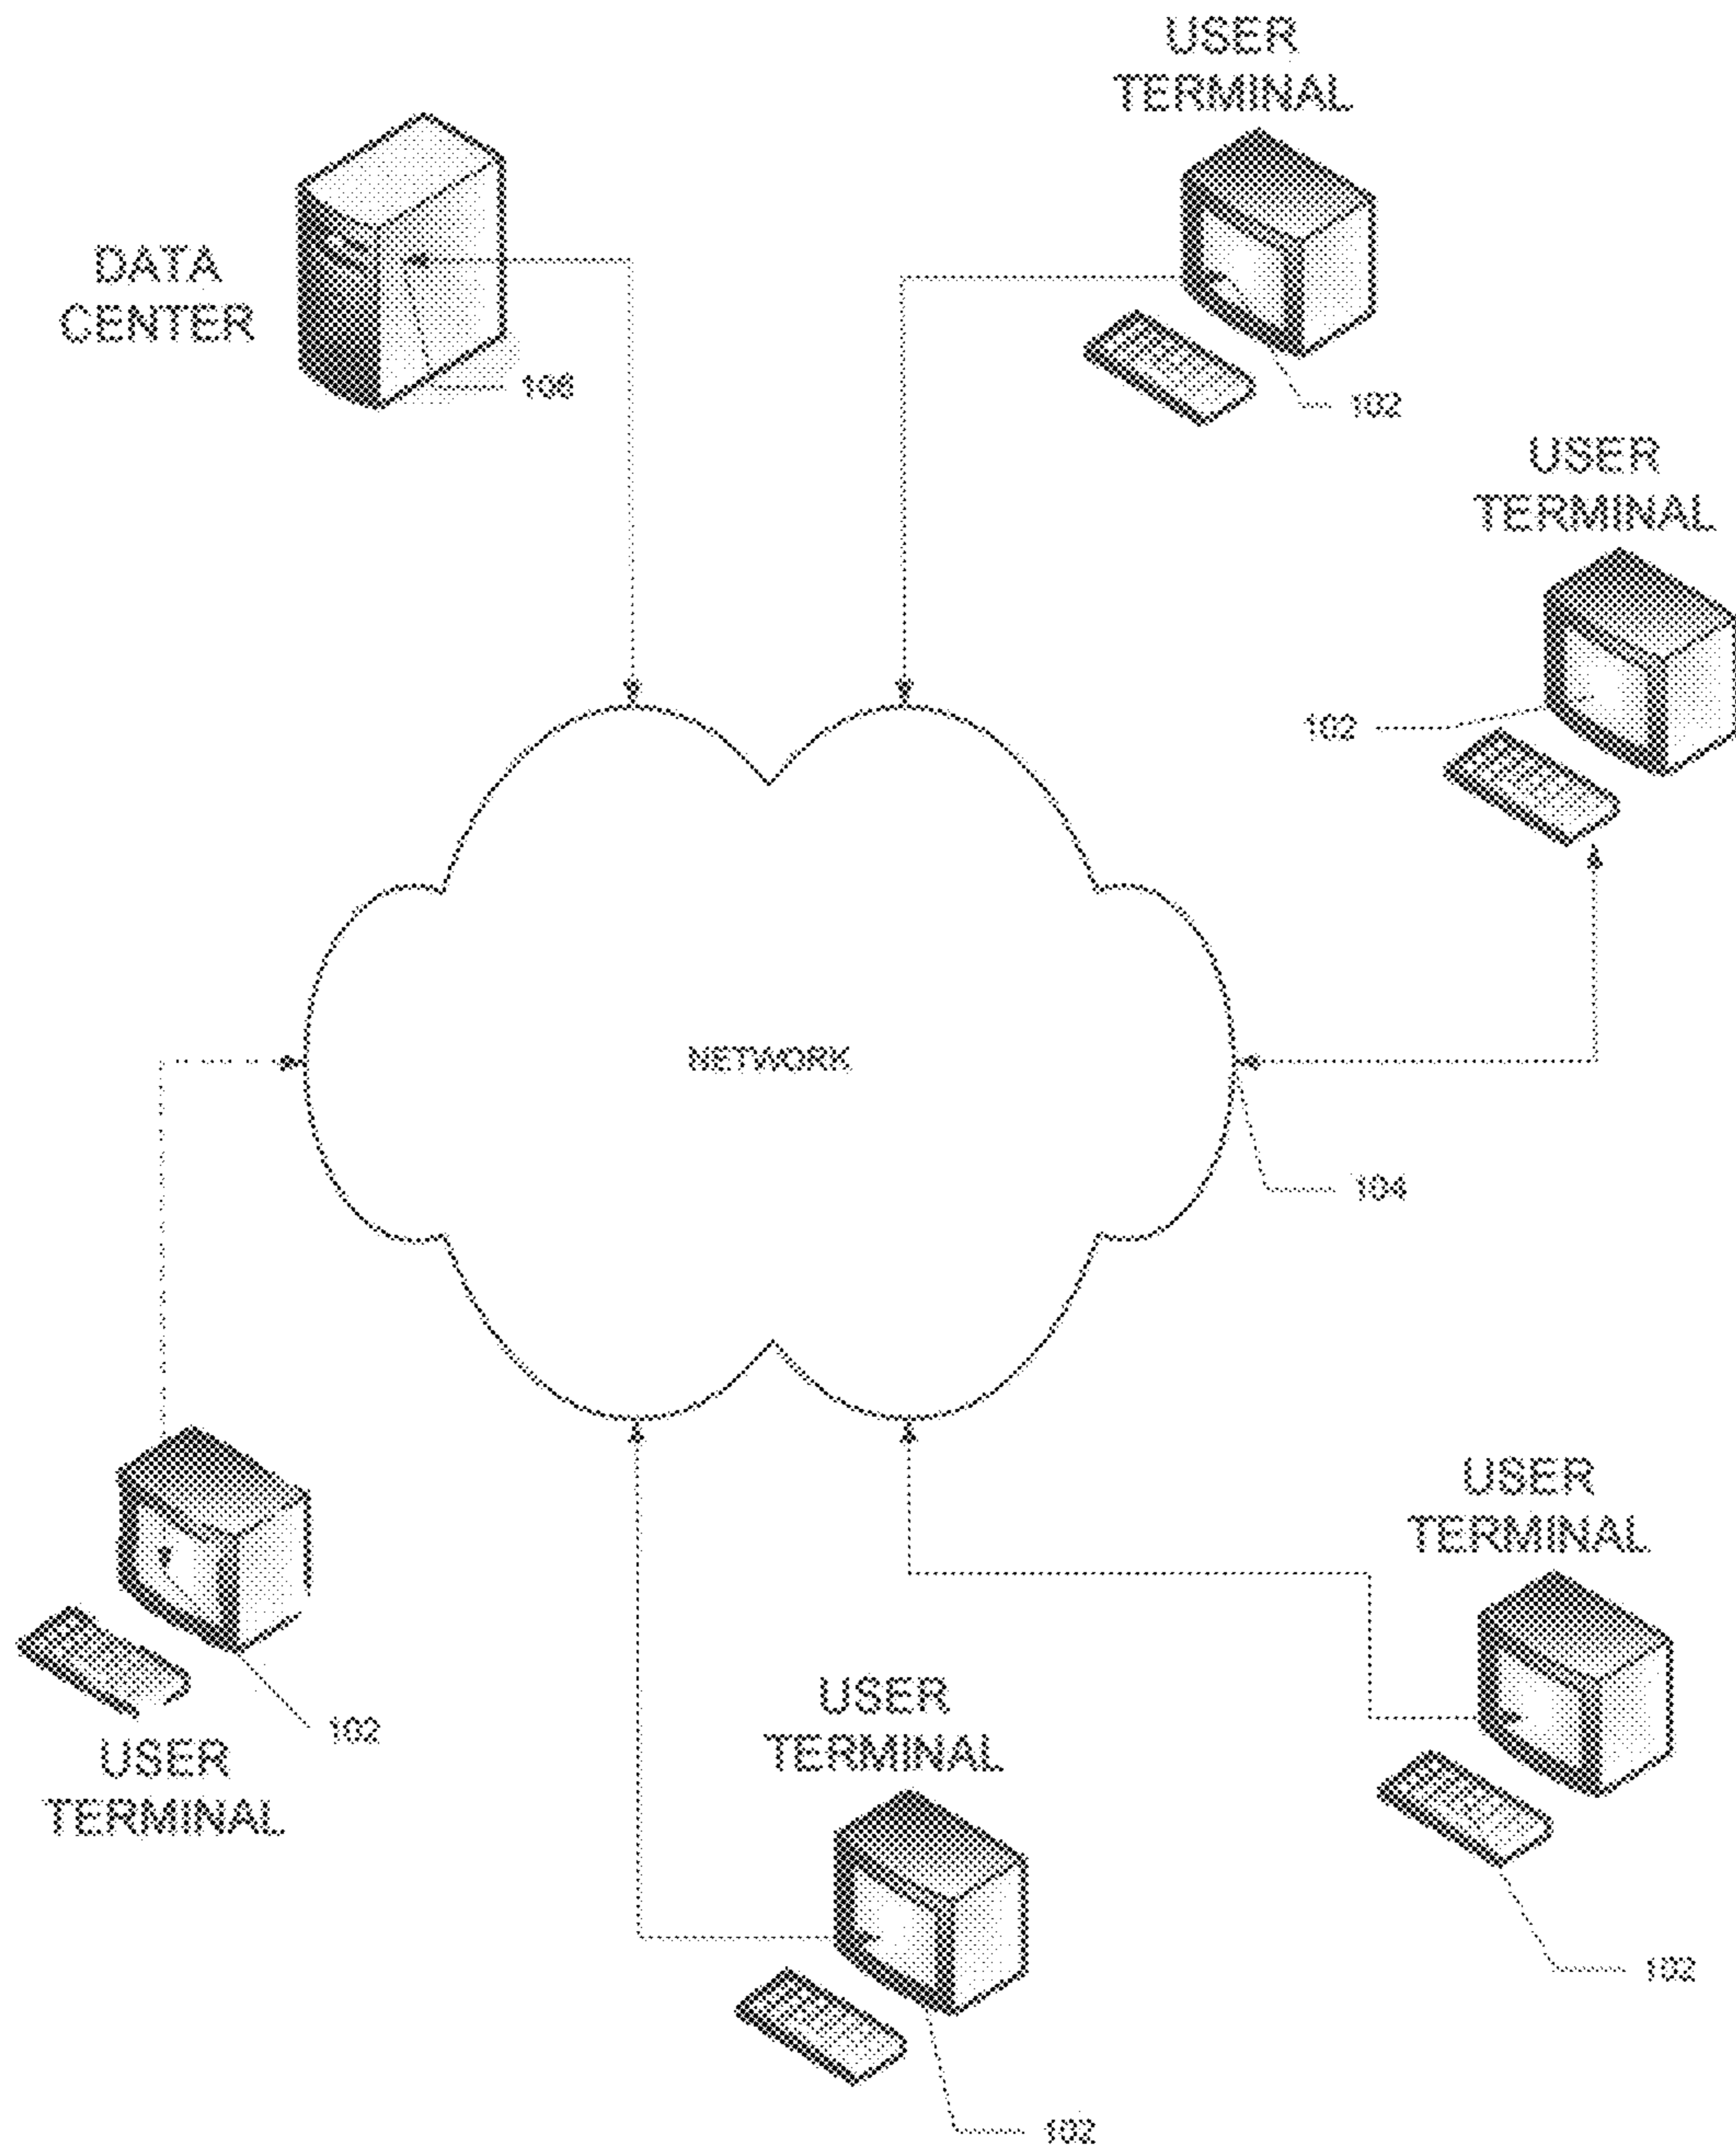 USER
TERMINAL
DATA
CENTER
106
102
USER
TERMINAL
102
NETWORK
104
USER
TERMINAL
102
USER
TERMINAL
USER
TERMINAL
102
102